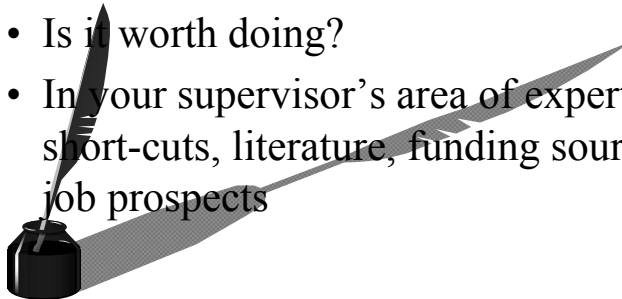 • Is it worth doing?
• In your supervisor's area of expert
short-cuts, literature, funding sour
job prospects